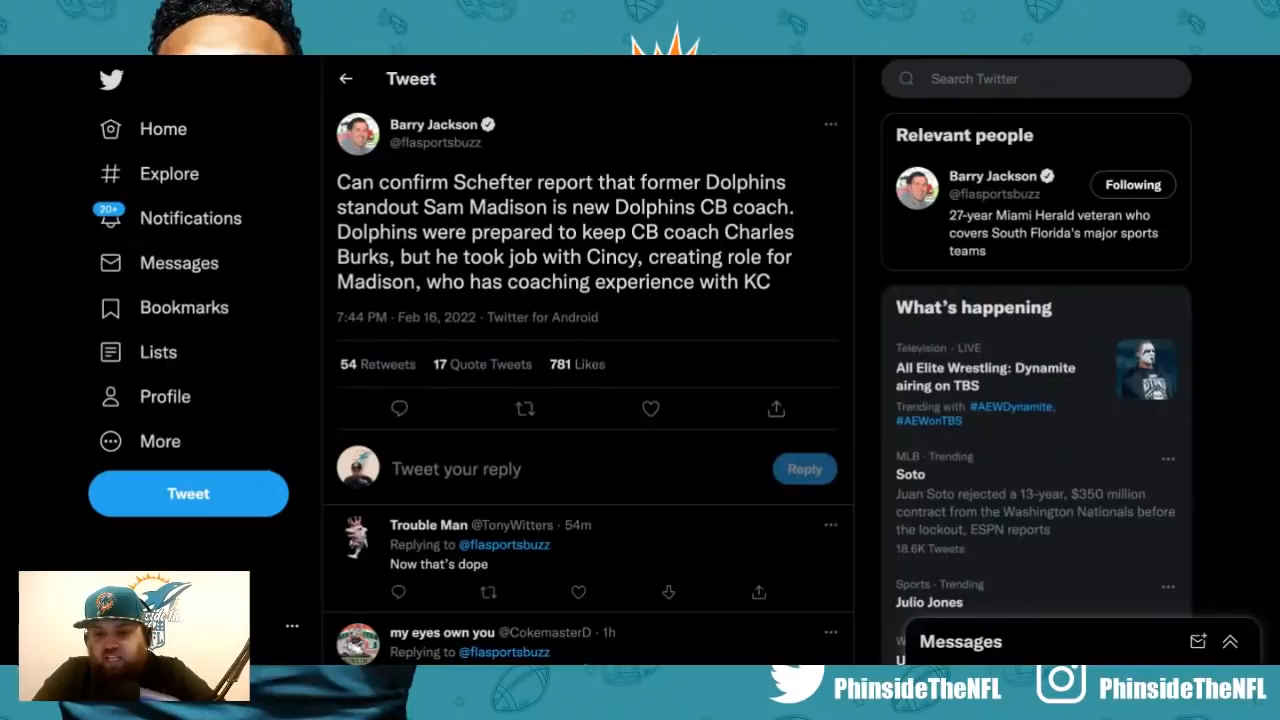 Home
Explore
20+
Notifications
Messages
Bookmarks
Lists
Profile
More
Tweet
Tweet
Barry Jackson
@flasportsbuzz
Can confirm Schefter report that former Dolphins
standout Sam Madison is new Dolphins CB coach.
Dolphins were prepared to keep CB coach Charles
Burks, but he took job with Cincy, creating role for
Madison, who has coaching experience with KC
7:44 PM · Feb 16, 2022 · Twitter for Android
54 Retweets 17 Quote Tweets 781 Likes
Tweet your reply
Reply
Trouble Man @TonyWitters · 54m
Replying to @flasportsbuzz
Now that's dope
my eyes own you @CokemasterD · 1h
Replying to @flasportsbuzz
Search Twitter
Relevant people
Barry Jackson
@flasportsbuzz
Following
27-year Miami Herald veteran who
covers South Florida's major sports
teams
What's happening
Television · LIVE
All Elite Wrestling: Dynamite
airing on TBS
Trending with #AEWDynamite,
#AEWonTBS
MLB · Trending
Soto
Juan Soto rejected a 13-year, $350 million
contract from the Washington Nationals before
the lockout, ESPN reports
18.6K Tweets
Sports · Trending
Julio Jones
Messages
PhinsideTheNFL
PhinsideTheNFL